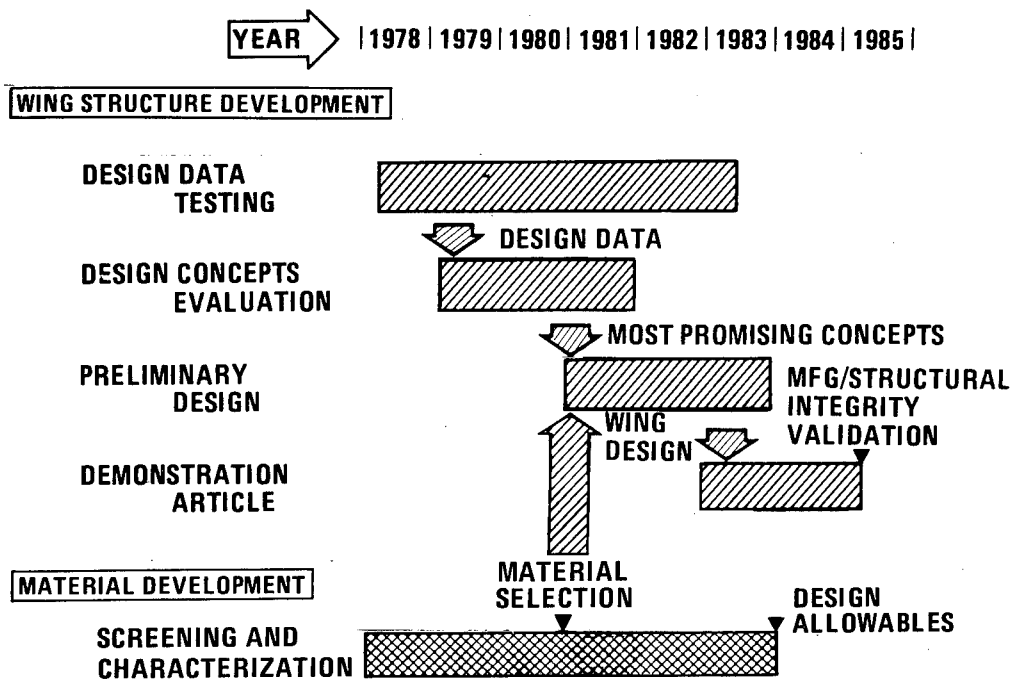 YEAR | 1978 | 1979 | 1980 | 1981 | 1982 | 1983 | 1984 | 1985 |
WING STRUCTURE DEVELOPMENT
DESIGN DATA
TESTING
DESIGN DATA
DESIGN CONCEPTS
EVALUATION
MOST PROMISING CONCEPTS
PRELIMINARY
DESIGN
MFG/STRUCTURAL
INTEGRITY
VALIDATION
WING
DESIGN
DEMONSTRATION
ARTICLE
MATERIAL DEVELOPMENT
MATERIAL
SELECTION
DESIGN
ALLOWABLES
SCREENING AND
CHARACTERIZATION